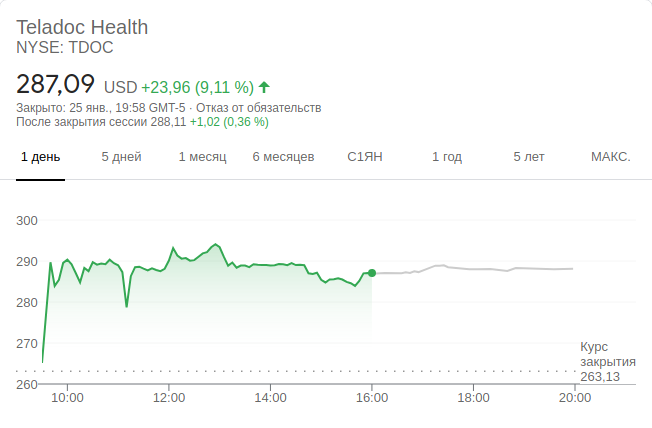 Teladoc Health
NYSE: TDOC
287,09 USD +23,96 (9,11 %)
Закрыто: 25 янв., 19:58 GMT-5 · Отказ от обязательств
После закрытия сессии 288,11 +1,02 (0,36 %)
1 день 5 дней 1 месяц 6 месяцев С1ЯН 1 год 5 лет МАКС.
300
290
280
270
260
Курс
закрытия
263,13
10:00 12:00 14:00 16:00 18:00 20:00